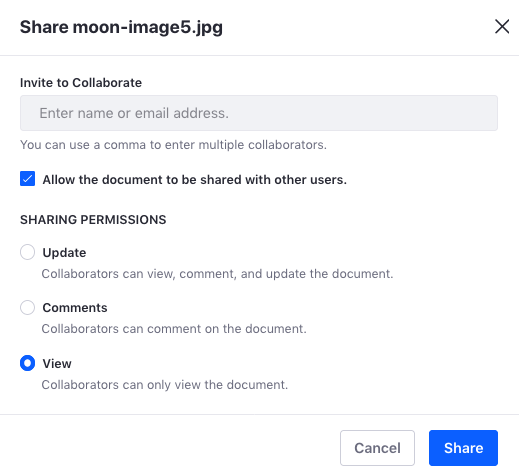 Share moon-image5.jpg
Invite to Collaborate
Enter name or email address.
You can use a comma to enter multiple collaborators.
Allow the document to be shared with other users.
SHARING PERMISSIONS
Update
Collaborators can view, comment, and update the document.
Comments
Collaborators can comment on the document.
View
Collaborators can only view the document.
Cancel Share